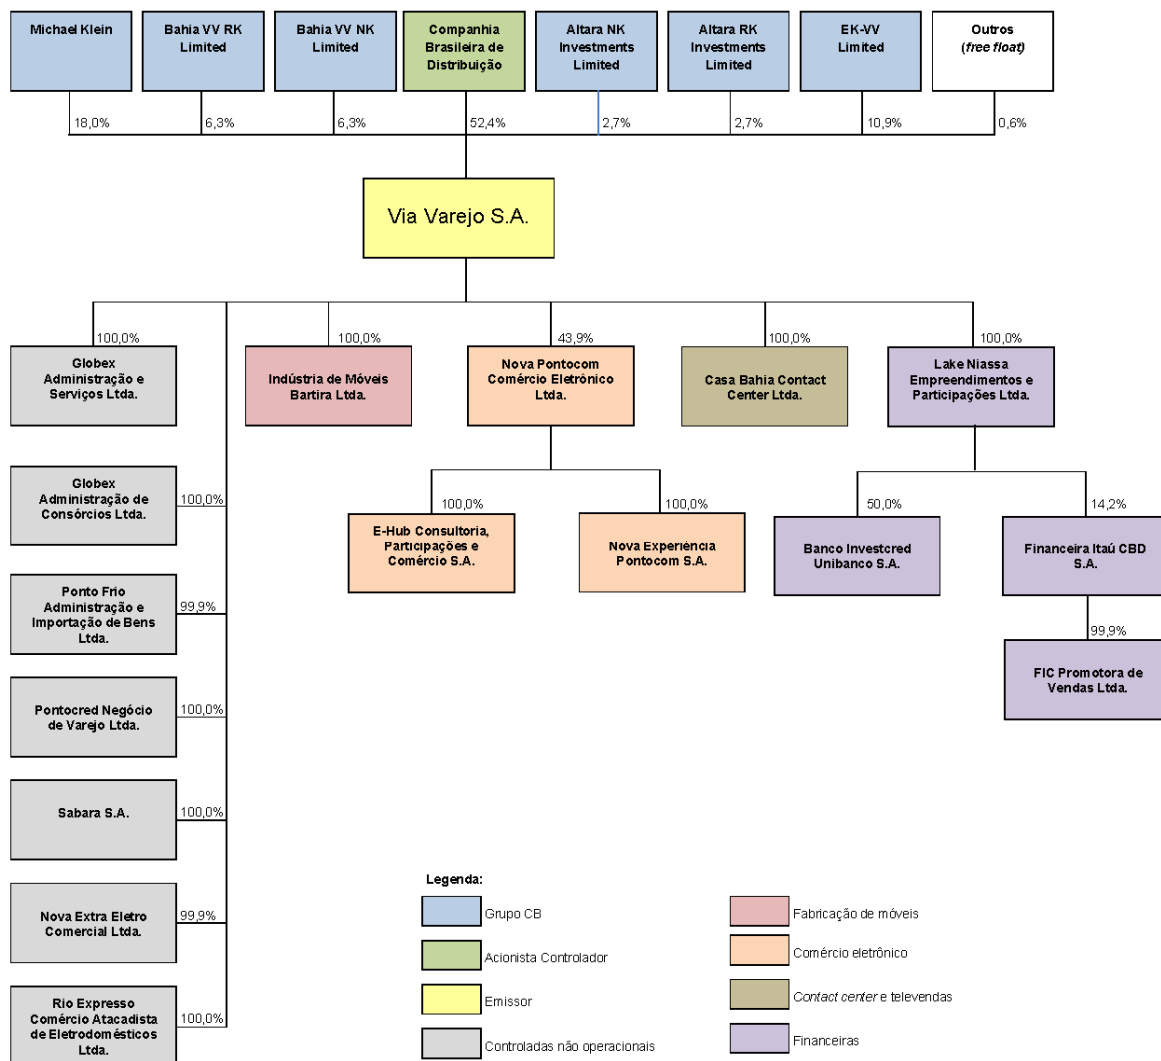 Michael Klein
Bahia VV RK
Limited
Bahia VV NK
Limited
Companhia
Brasileira de
Distribuição
Altara NK
Investments
Limited
Altara RK
Investments
Limited
EK-VV
Limited
Outros
(free float)
18,0%
6,3%
6,3%
52,4%
2,7%
2,7%
10,9%
0,6%
Via Varejo S.A.
100,0%
100,0%
43,9%
100,0%
100,0%
Globex
Administração e
Serviços Ltda.
Indústria de Móveis
Bartira Ltda.
Nova Pontocom
Comércio Eletrônico
Ltda.
Casa Bahia Contact
Center Ltda.
Lake Niassa
Empreendimentos e
Participações Ltda.
Globex
Administração de
Consórcios Ltda.
100,0%
100,0%
100,0%
50,0%
14,2%
E-Hub Consultoria,
Participações e
Comércio S.A.
Nova Experiência
Pontocom S.A.
Banco Investcred
Unibanco S.A.
Financeira Itaú CBD
S.A.
Ponto Frio
Administração e
Importação de Bens
Ltda.
99,9%
99,9%
FIC Promotora de
Vendas Ltda.
Pontocred Negócio
de Varejo Ltda.
100,0%
Sabara S.A.
100,0%
Nova Extra Eletro
Comercial Ltda.
99,9%
Rio Expresso
Comércio Atacadista
de Eletrodomésticos
Ltda.
100,0%
Legenda:
Grupo CB
Acionista Controlador
Emissor
Controladas não operacionais
Fabricação de móveis
Comércio eletrônico
Contact center e televendas
Financeiras